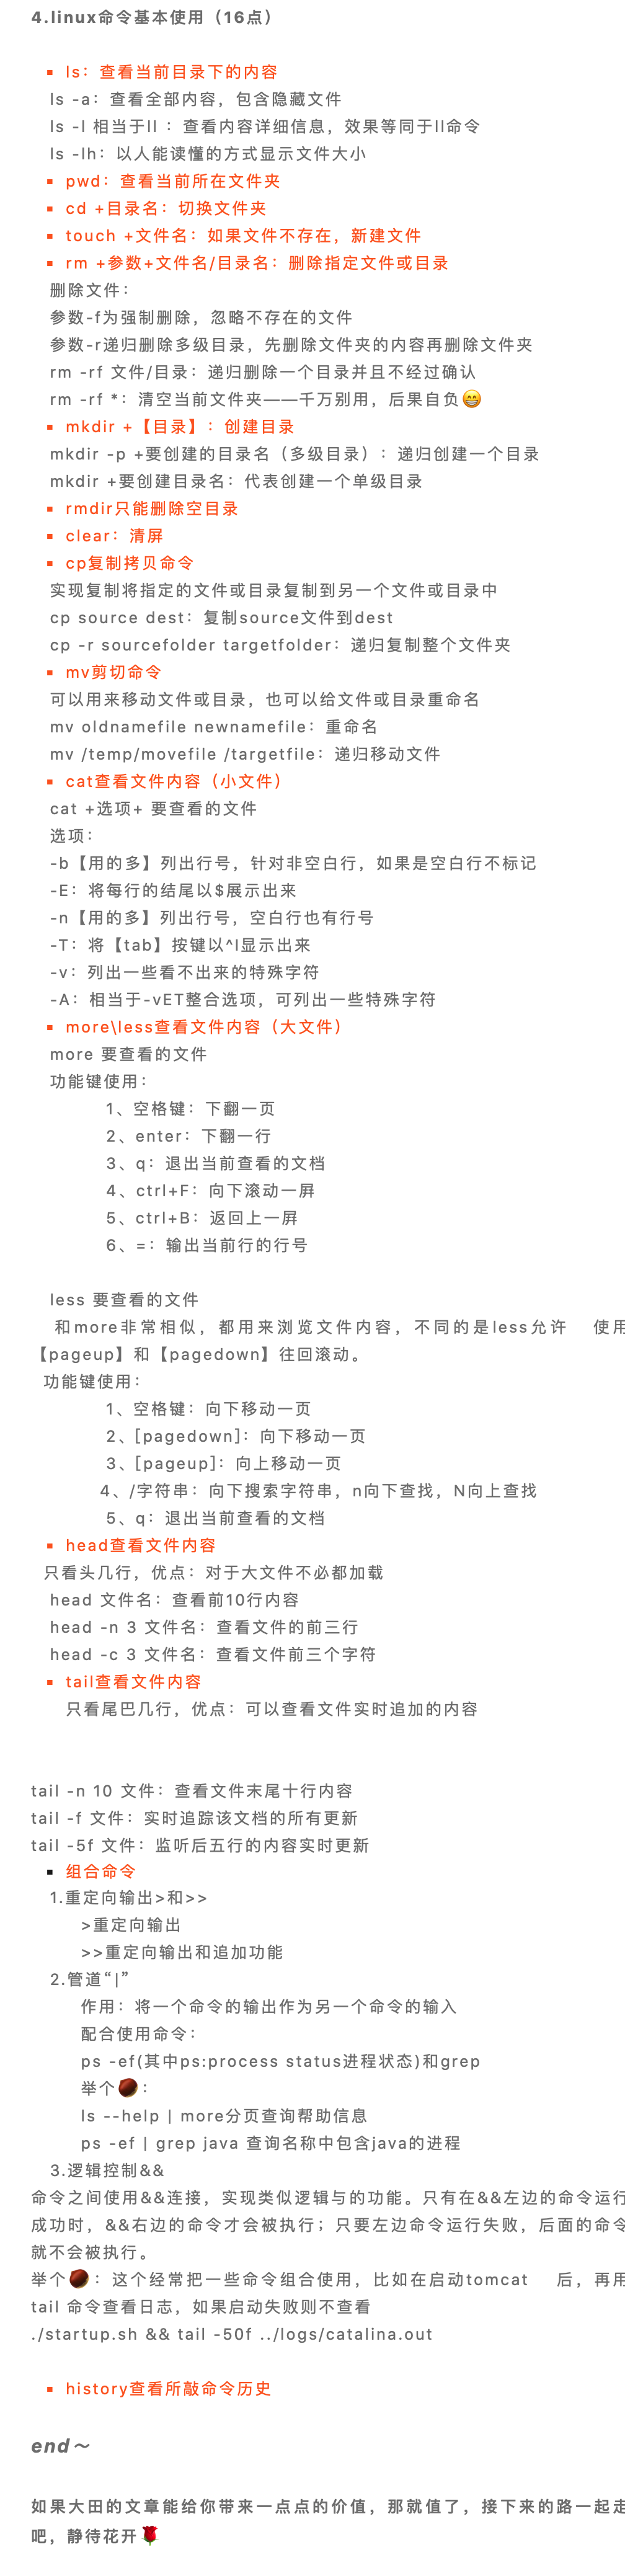 4.linux命令基本使用（16点）
▪ ls：查看当前目录下的内容
ls -a：查看全部内容，包含隐藏文件
ls -l 相当于ll ：查看内容详细信息，效果等同于ll命令
ls -lh：以人能读懂的方式显示文件大小
▪ pwd：查看当前所在文件夹
▪ cd +目录名：切换文件夹
▪ touch +文件名：如果文件不存在，新建文件
▪ rm +参数+文件名/目录名：删除指定文件或目录
删除文件：
参数-f为强制删除，忽略不存在的文件
参数-r递归删除多级目录，先删除文件夹的内容再删除文件夹
rm -rf 文件/目录：递归删除一个目录并且不经过确认
rm -rf *：清空当前文件夹——千万别用，后果自负😁
▪ mkdir +【目录】：创建目录
mkdir -p +要创建的目录名（多级目录）：递归创建一个目录
mkdir +要创建目录名：代表创建一个单级目录
▪ rmdir只能删除空目录
▪ clear：清屏
▪ cp复制拷贝命令
实现复制将指定的文件或目录复制到另一个文件或目录中
cp source dest：复制source文件到dest
cp -r sourcefolder targetfolder：递归复制整个文件夹
▪ mv剪切命令
可以用来移动文件或目录，也可以给文件或目录重命名
mv oldnamefile newnamefile：重命名
mv /temp/movefile /targetfile：递归移动文件
▪ cat查看文件内容（小文件）
cat +选项+ 要查看的文件
选项：
-b【用的多】列出行号，针对非空白行，如果是空白行不标记
-E：将每行的结尾以$展示出来
-n【用的多】列出行号，空白行也有行号
-T：将【tab】按键以^I显示出来
-v：列出一些看不出来的特殊字符
-A：相当于-vET整合选项，可列出一些特殊字符
▪ more\less查看文件内容（大文件）
more 要查看的文件
功能键使用：
1、空格键：下翻一页
2、enter：下翻一行
3、q：退出当前查看的文档
4、ctrl+F：向下滚动一屏
5、ctrl+B：返回上一屏
6、=：输出当前行的行号
less 要查看的文件
和more非常相似，都用来浏览文件内容，不同的是less允许 使用
【pageup】和【pagedown】往回滚动。
功能键使用：
1、空格键：向下移动一页
2、[pagedown]：向下移动一页
3、[pageup]：向上移动一页
4、/字符串：向下搜索字符串，n向下查找，N向上查找
5、q：退出当前查看的文档
▪ head查看文件内容
只看头几行，优点：对于大文件不必都加载
head 文件名：查看前10行内容
head -n 3 文件名：查看文件的前三行
head -c 3 文件名：查看文件前三个字符
▪ tail查看文件内容
只看尾巴几行，优点：可以查看文件实时追加的内容
tail -n 10 文件：查看文件末尾十行内容
tail -f 文件：实时追踪该文档的所有更新
tail -5f 文件：监听后五行的内容实时更新
▪ 组合命令
1.重定向输出>和>>
>重定向输出
>>重定向输出和追加功能
2.管道“|”
作用：将一个命令的输出作为另一个命令的输入
配合使用命令：
ps -ef(其中ps:process status进程状态)和grep
举个🌰：
ls --help | more分页查询帮助信息
ps -ef | grep java 查询名称中包含java的进程
3.逻辑控制&&
命令之间使用&&连接，实现类似逻辑与的功能。只有在&&左边的命令运行
成功时，&&右边的命令才会被执行；只要左边命令运行失败，后面的命令
就不会被执行。
举个🌰：这个经常把一些命令组合使用，比如在启动tomcat 后，再用
tail 命令查看日志，如果启动失败则不查看
./startup.sh && tail -50f ../logs/catalina.out
▪ history查看所敲命令历史
end～
如果大田的文章能给你带来一点点的价值，那就值了，接下来的路一起走
吧，静待花开🌹